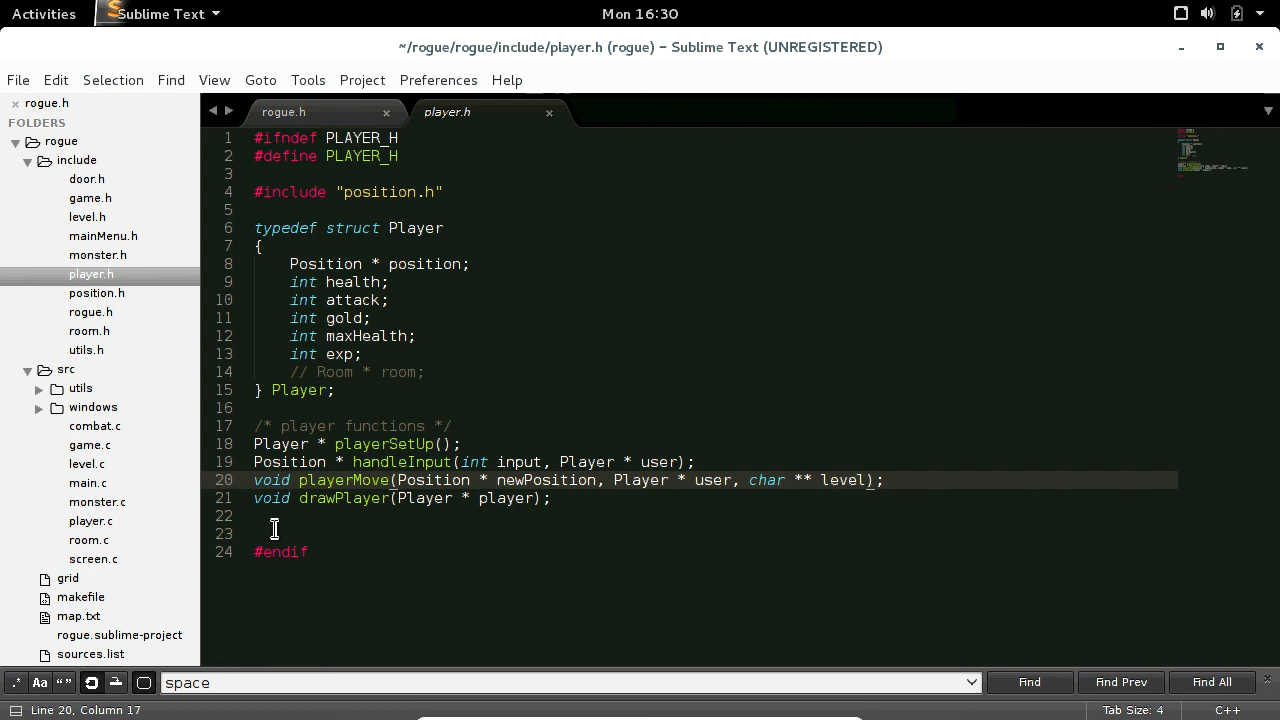 Activities Sublime Text Mon 16:30
~/rogue/rogue/include/player.h (rogue) – Sublime Text (UNREGISTERED)
File Edit Selection Find View Goto Tools Project Preferences Help
rogue.h
FOLDERS
rogue
include
door.h
game.h
level.h
mainMenu.h
monster.h
player.h
position.h
rogue.h
room.h
utils.h
src
utils
windows
combat.c
game.c
level.c
main.c
monster.c
player.c
room.c
screen.c
grid
makefile
map.txt
rogue.sublime-project
sources.list
rogue.h player.h
1 #ifndef PLAYER_H
2 #define PLAYER_H
3
4 #include "position.h"
5
6 typedef struct Player
7 {
8 Position * position;
9 int health;
10 int attack;
11 int gold;
12 int maxHealth;
13 int exp;
14 // Room * room;
15 } Player;
16
17 /* player functions */
18 Player * playerSetUp();
19 Position * handleInput(int input, Player * user);
20 void playerMove(Position * newPosition, Player * user, char ** level);
21 void drawPlayer(Player * player);
22
23
24 #endif
.* Aa “ ” space Find Find Prev Find All
Line 20, Column 17 Tab Size: 4 C++